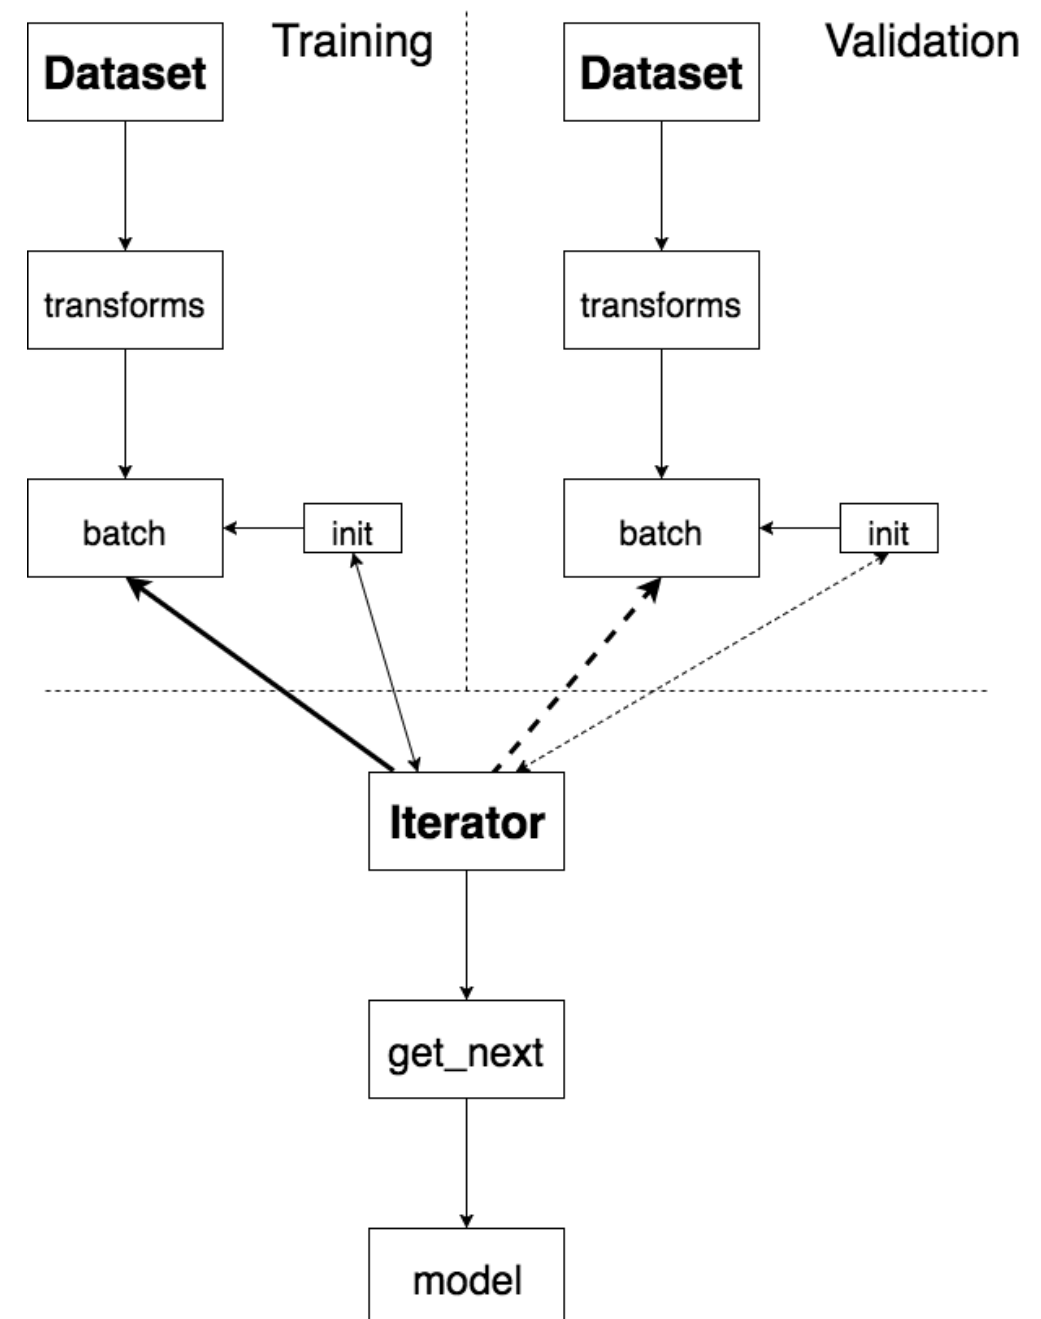 Training
Dataset
transforms
batch
init
Validation
Dataset
transforms
batch
init
Iterator
get_next
model